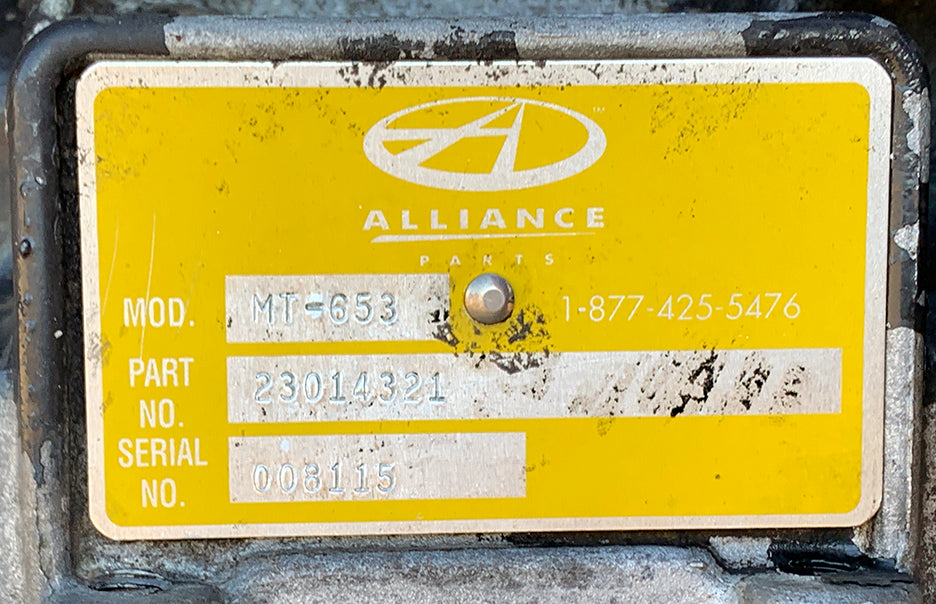 ALLIANCE
PARTS
MOD. MT-653 1-877-425-5476
PART NO. 23014321
SERIAL NO. 008115